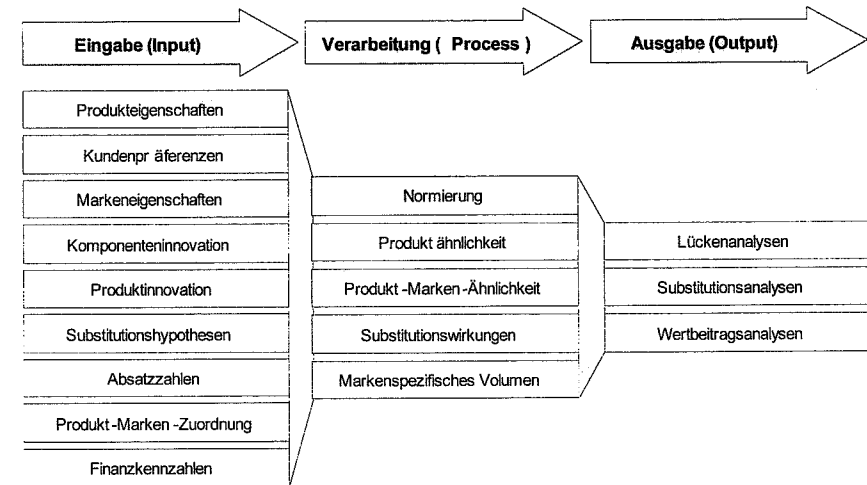 Eingabe (Input)
Verarbeitung ( Process )
Ausgabe (Output)
Produkteigenschaften
Kundenpr äferenzen
Markeneigenschaften
Komponenteninnovation
Produktinnovation
Substitutionshypothesen
Absatzzahlen
Produkt -Marken -Zuordnung
Finanzkennzahlen
Normierung
Produkt ähnlichkeit
Produkt -Marken -Ähnlichkeit
Substitutionswirkungen
Markenspezifisches Volumen
Lückenanalysen
Substitutionsanalysen
Wertbeitragsanalysen